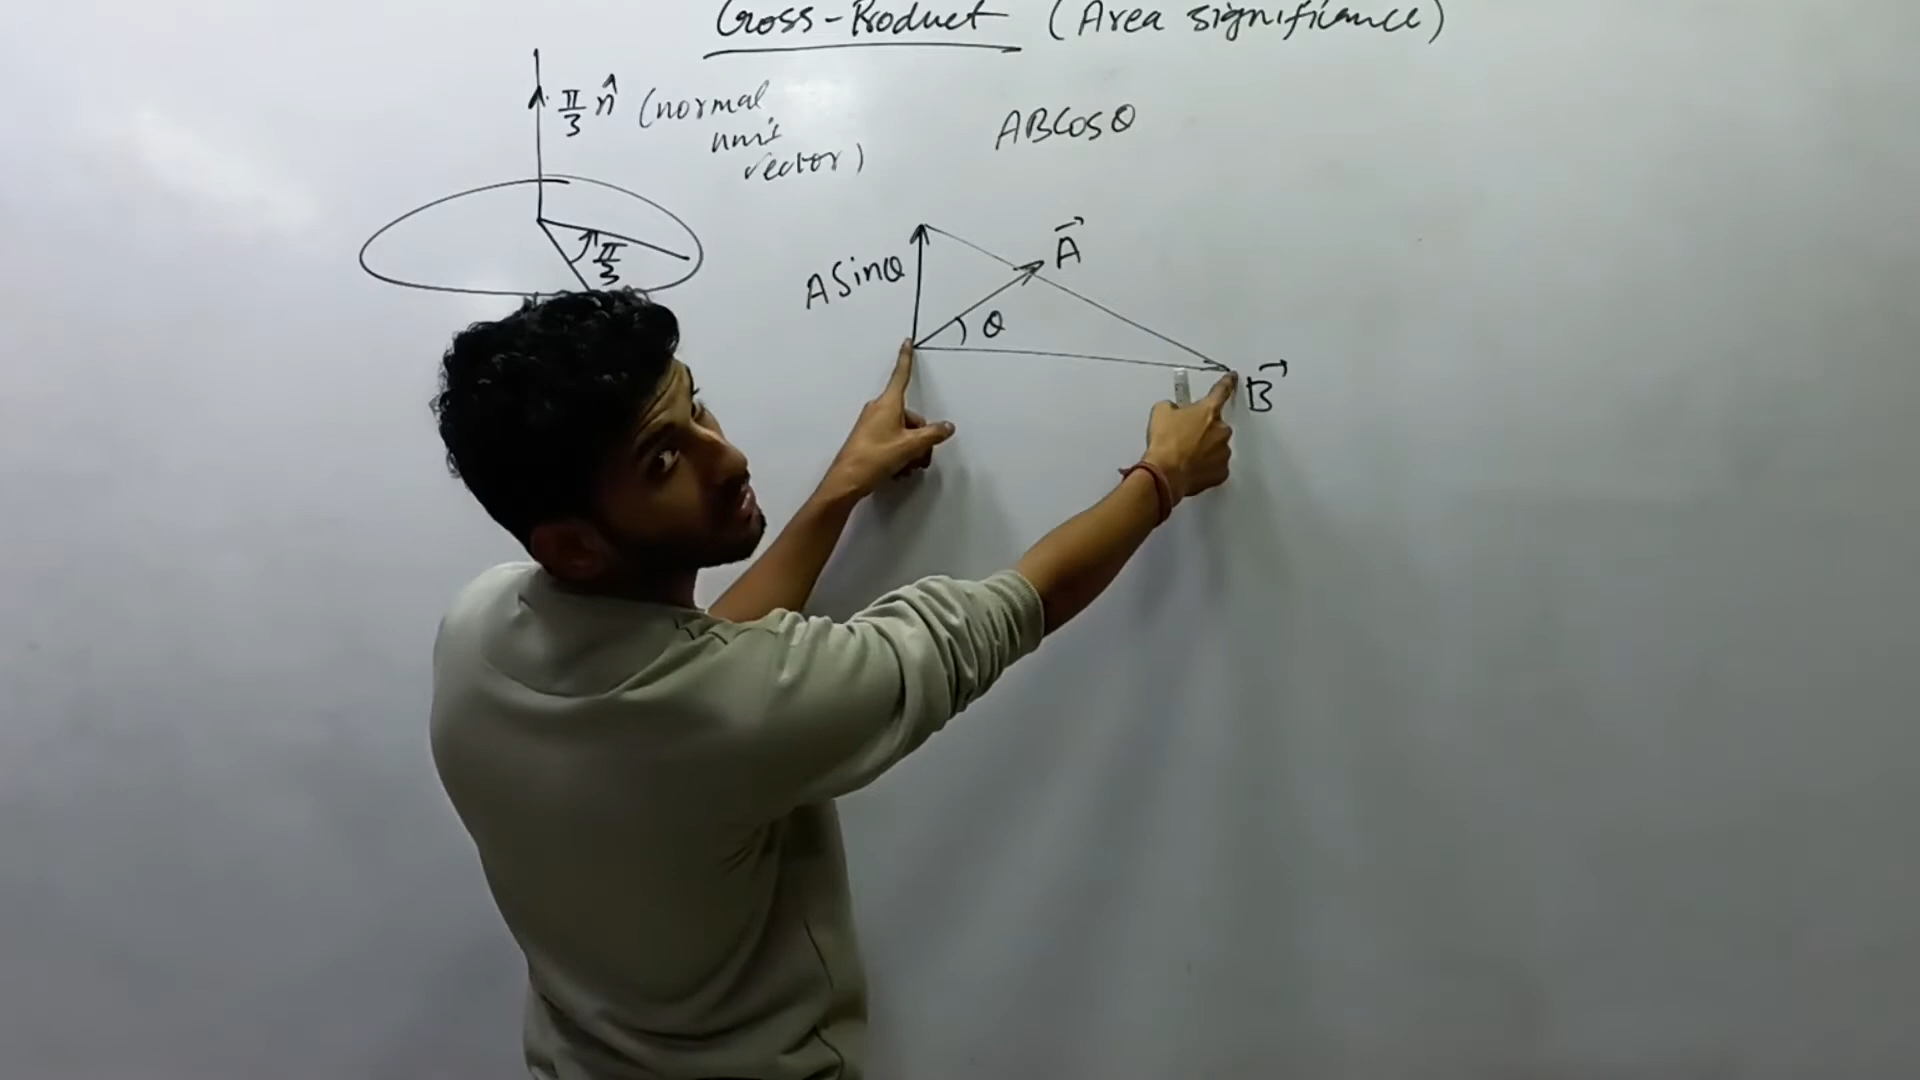 Cross-Product (Area significance)
π/3 n̂ (normal
unit
vector)
ABCosθ
π/3
ASinθ
A⃗
θ
B⃗